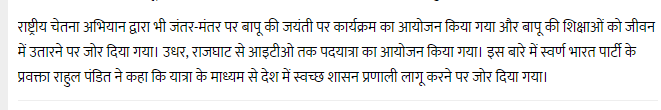 राष्ट्रीय चेतना अभियान द्वारा भी जंतर-मंतर पर बापू की जयंती पर कार्यक्रम का आयोजन किया गया और बापू की शिक्षाओं को जीवन
में उतारने पर जोर दिया गया। उधर, राजघाट से आइटीओ तक पदयात्रा का आयोजन किया गया। इस बारे में स्वर्ण भारत पार्टी के
प्रवक्ता राहुल पंडित ने कहा कि यात्रा के माध्यम से देश में स्वच्छ शासन प्रणाली लागू करने पर जोर दिया गया।